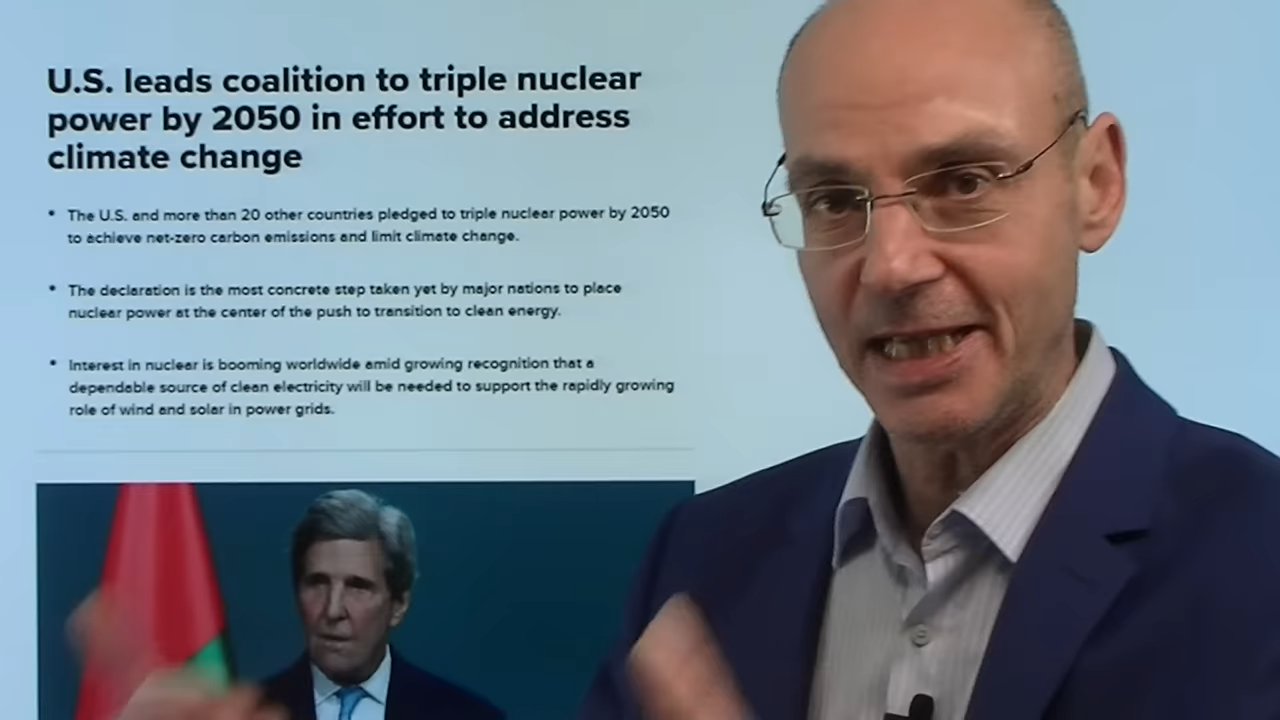 U.S. leads coalition to triple nuclear
power by 2050 in effort to address
climate change
• The U.S. and more than 20 other countries pledged to triple nuclear power by 2050
to achieve net-zero carbon emissions and limit climate change.
• The declaration is the most concrete step taken yet by major nations to place
nuclear power at the center of the push to transition to clean energy.
• Interest in nuclear is booming worldwide amid growing recognition that a
dependable source of clean electricity will be needed to support the rapidly growing
role of wind and solar in power grids.